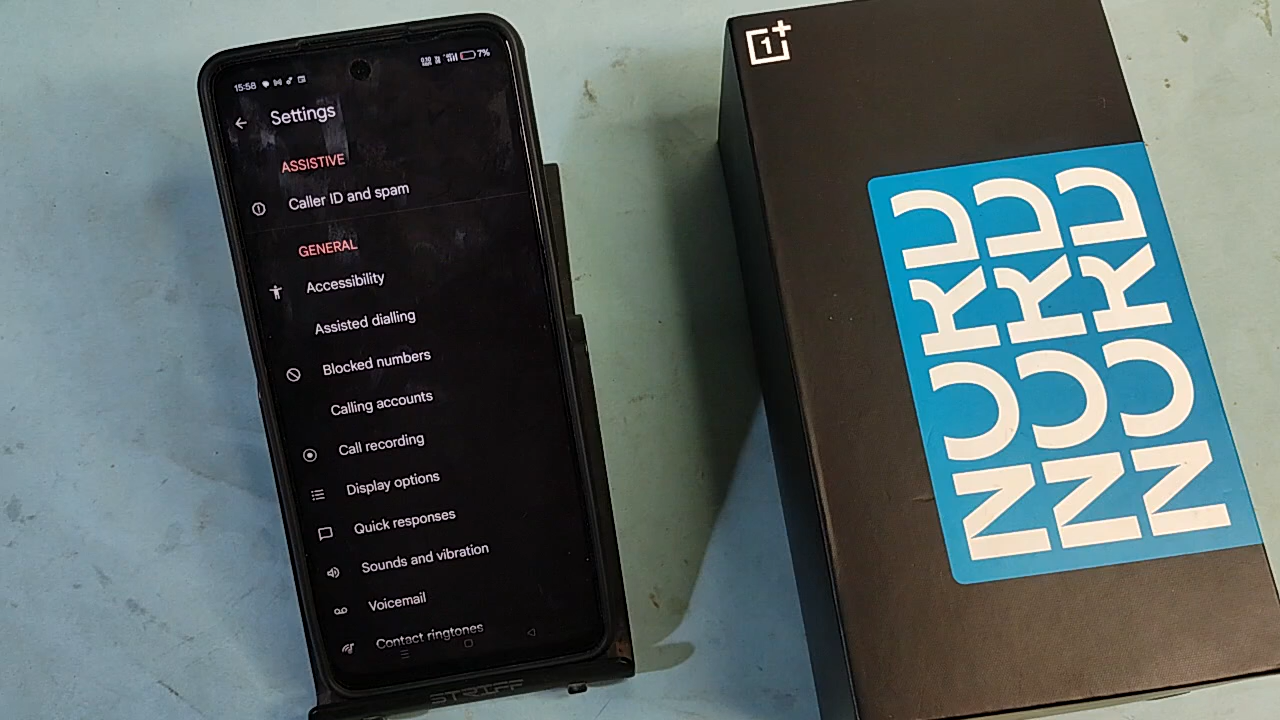 15:58
7%
Settings
ASSISTIVE
Caller ID and spam
GENERAL
Accessibility
Assisted dialling
Blocked numbers
Calling accounts
Call recording
Display options
Quick responses
Sounds and vibration
Voicemail
Contact ringtones
STRIFF
1+
NORD
NORD
NORD